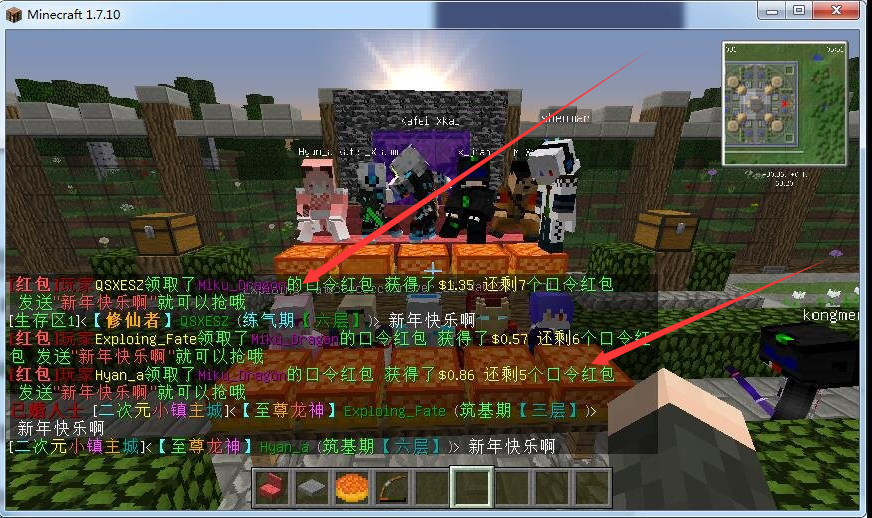 Minecraft 1.7.10
Kafei_Xkai
shennan
Hyan_a
[红包]玩家QSXESZ领取了Miku_Dragon的口令红包 获得了$1.35 还剩7个口令红包
发送"新年快乐啊"就可以抢哦
[生存区1]<【修仙者】QSXESZ (练气期【六层】)> 新年快乐啊
[红包]玩家Exploing_Fate领取了Miku_Dragon的口令红包 获得了$0.57 还剩6个口令红
包 发送"新年快乐啊"就可以抢哦
[红包]玩家Hyan_a领取了Miku_Dragon的口令红包 获得了$0.86 还剩5个口令红包
发送"新年快乐啊"就可以抢哦
已婚人士 [二次元小镇主城]<【至尊龙神】Exploing_Fate (筑基期【三层】)>
新年快乐啊
[二次元小镇主城]<【至尊龙神】Hyan_a (筑基期【六层】)> 新年快乐啊
kongmei